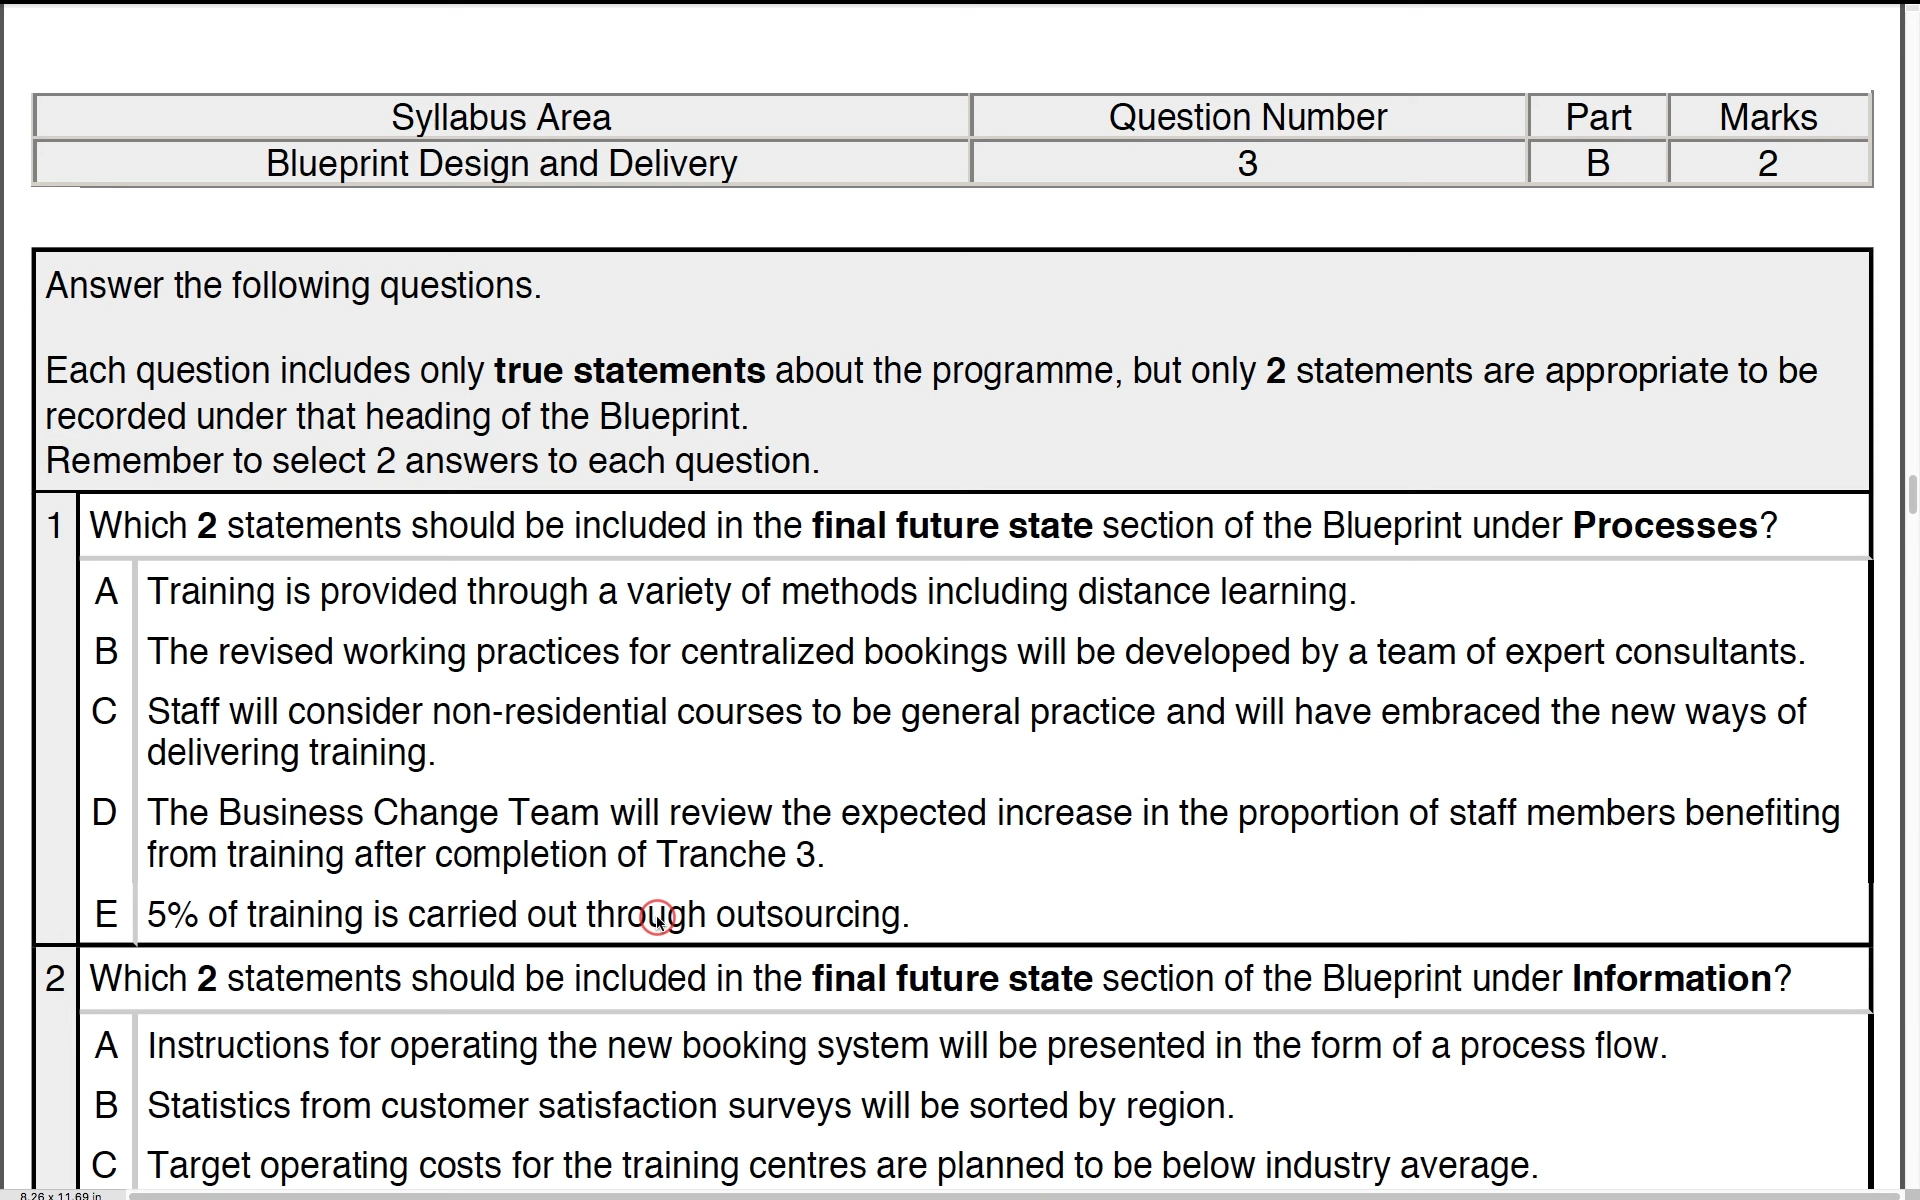 Syllabus Area Question Number Part Marks
Blueprint Design and Delivery 3 B 2
Answer the following questions.
Each question includes only true statements about the programme, but only 2 statements are appropriate to be
recorded under that heading of the Blueprint.
Remember to select 2 answers to each question.
1 Which 2 statements should be included in the final future state section of the Blueprint under Processes?
A Training is provided through a variety of methods including distance learning.
B The revised working practices for centralized bookings will be developed by a team of expert consultants.
C Staff will consider non-residential courses to be general practice and will have embraced the new ways of
delivering training.
D The Business Change Team will review the expected increase in the proportion of staff members benefiting
from training after completion of Tranche 3.
E 5% of training is carried out through outsourcing.
2 Which 2 statements should be included in the final future state section of the Blueprint under Information?
A Instructions for operating the new booking system will be presented in the form of a process flow.
B Statistics from customer satisfaction surveys will be sorted by region.
C Target operating costs for the training centres are planned to be below industry average.
8.26 x 11.69 in